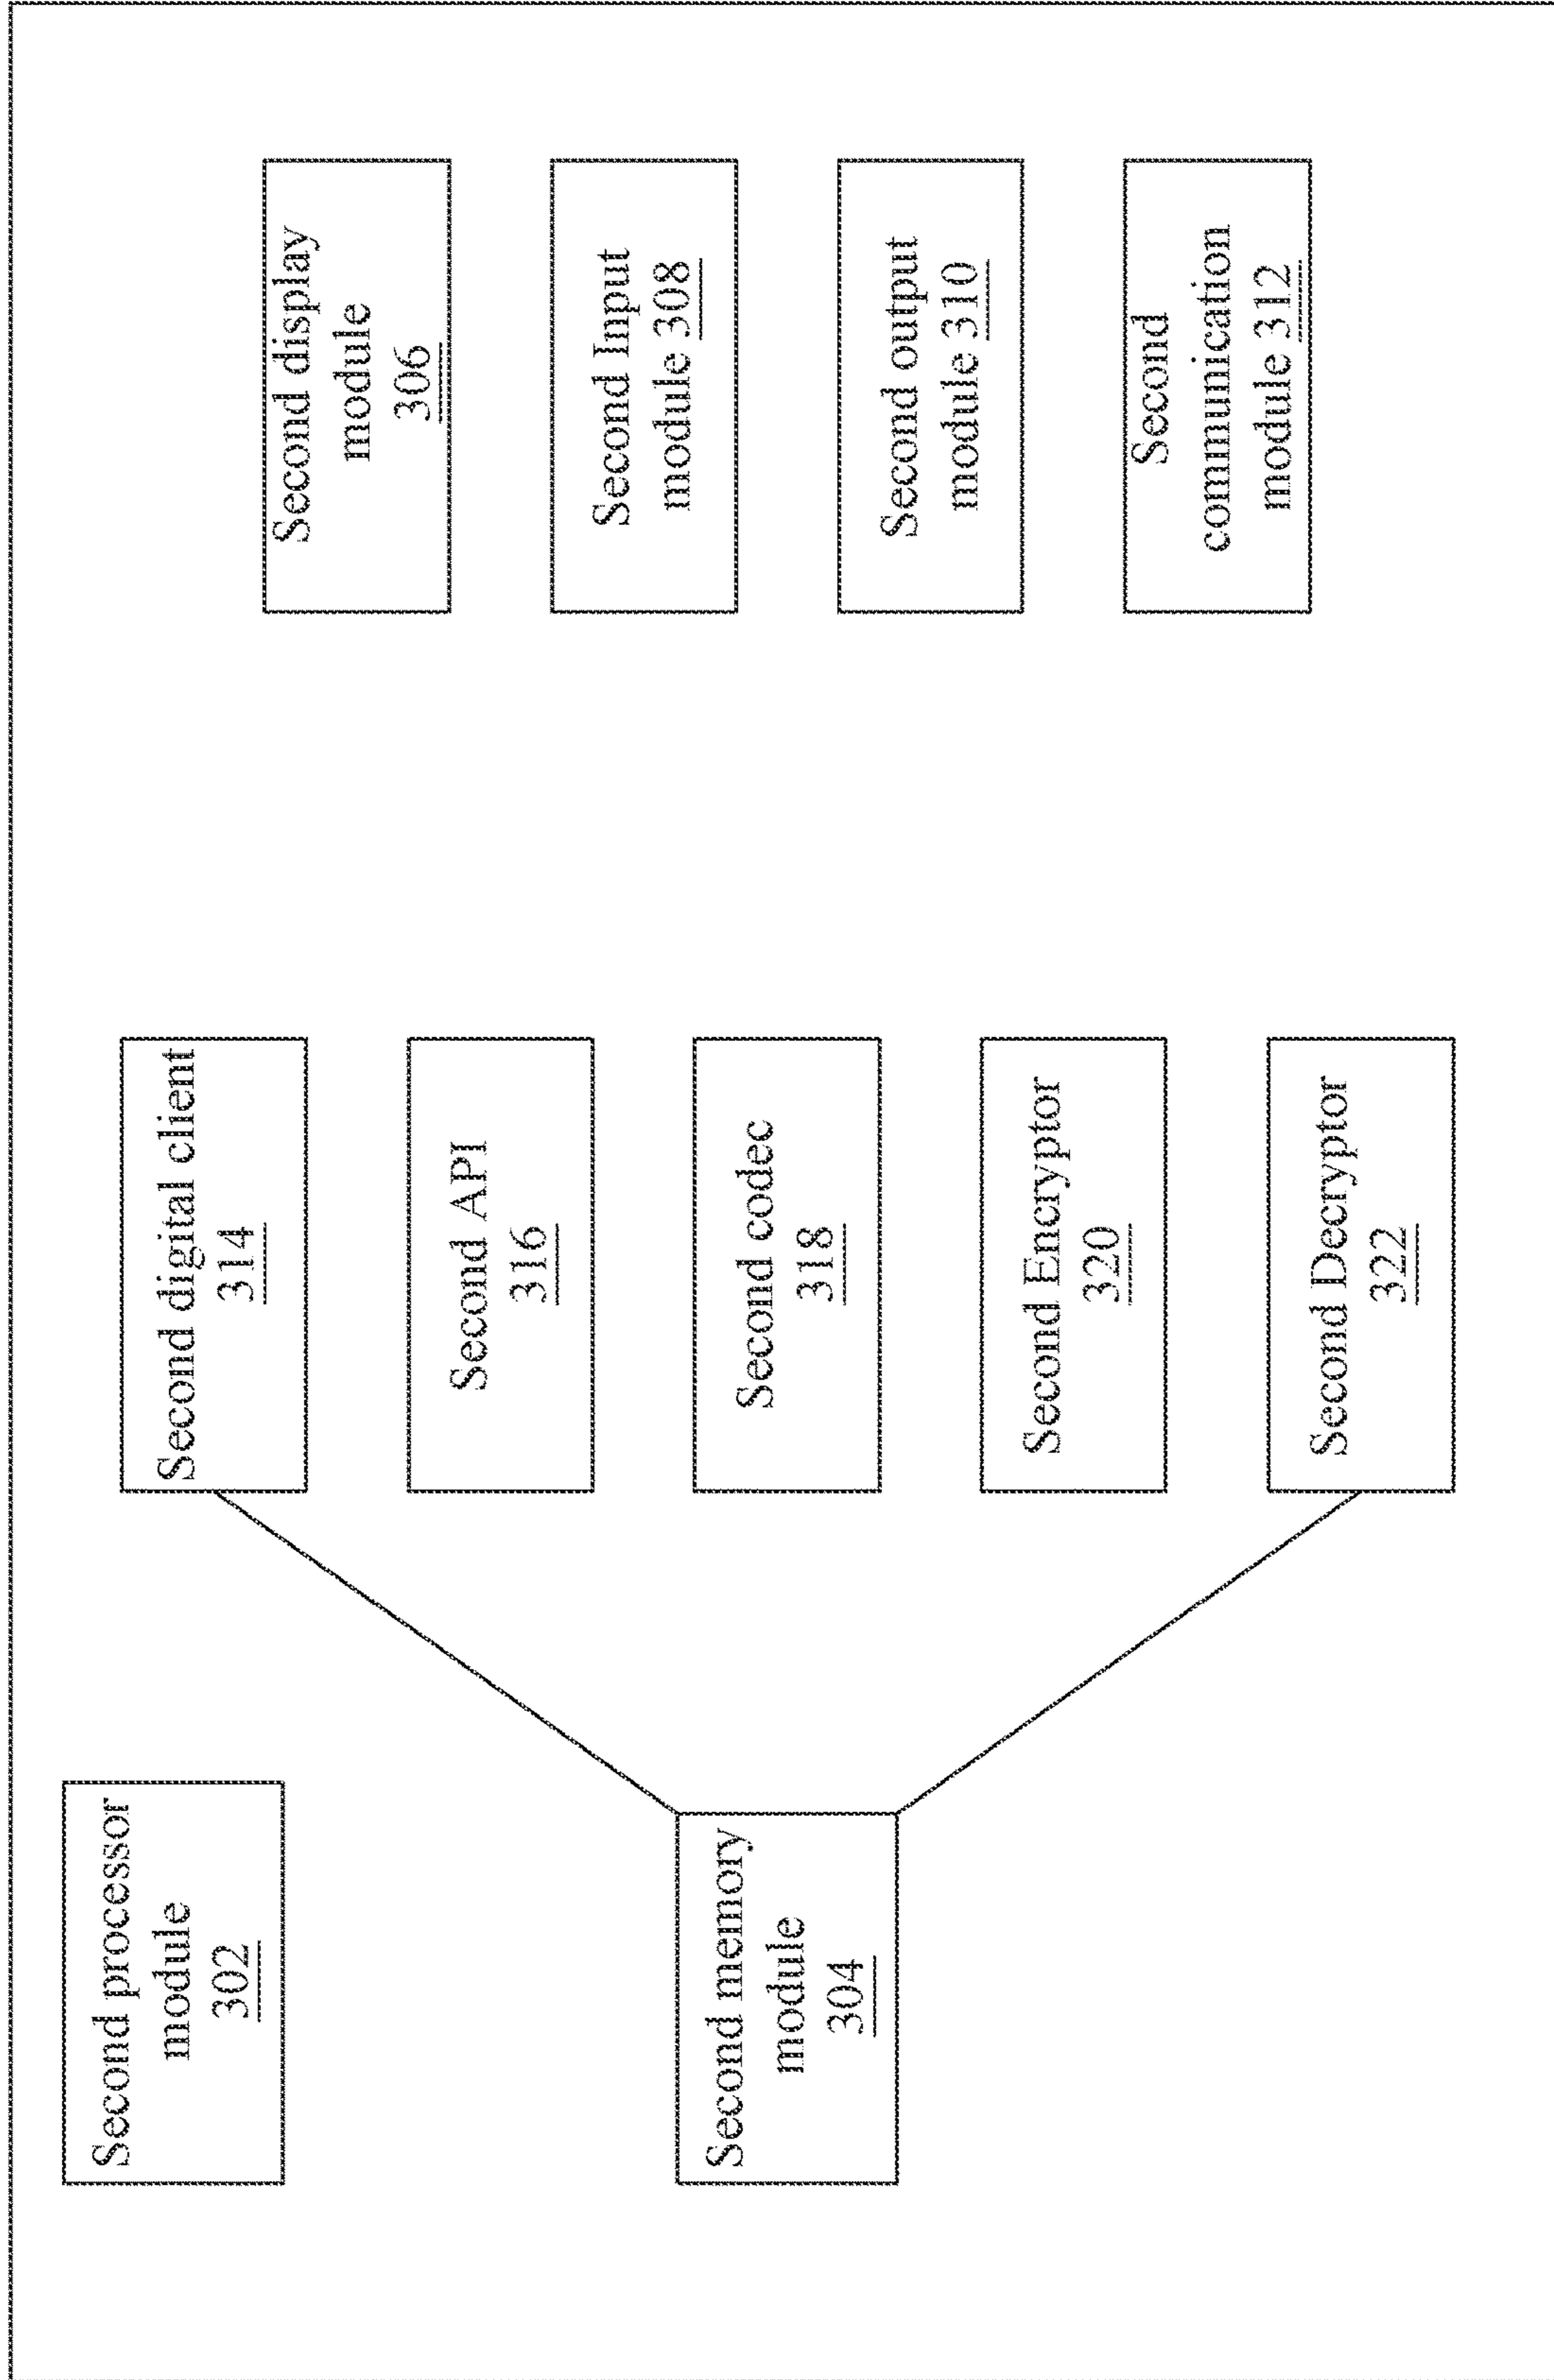 Second processor
module
302
Second memory
module
304
Second digital client
314
Second API
316
Second codec
318
Second Encryptor
320
Second Decryptor
322
Second display
module
306
Second Input
module 308
Second output
module 310
Second
communication
module 312